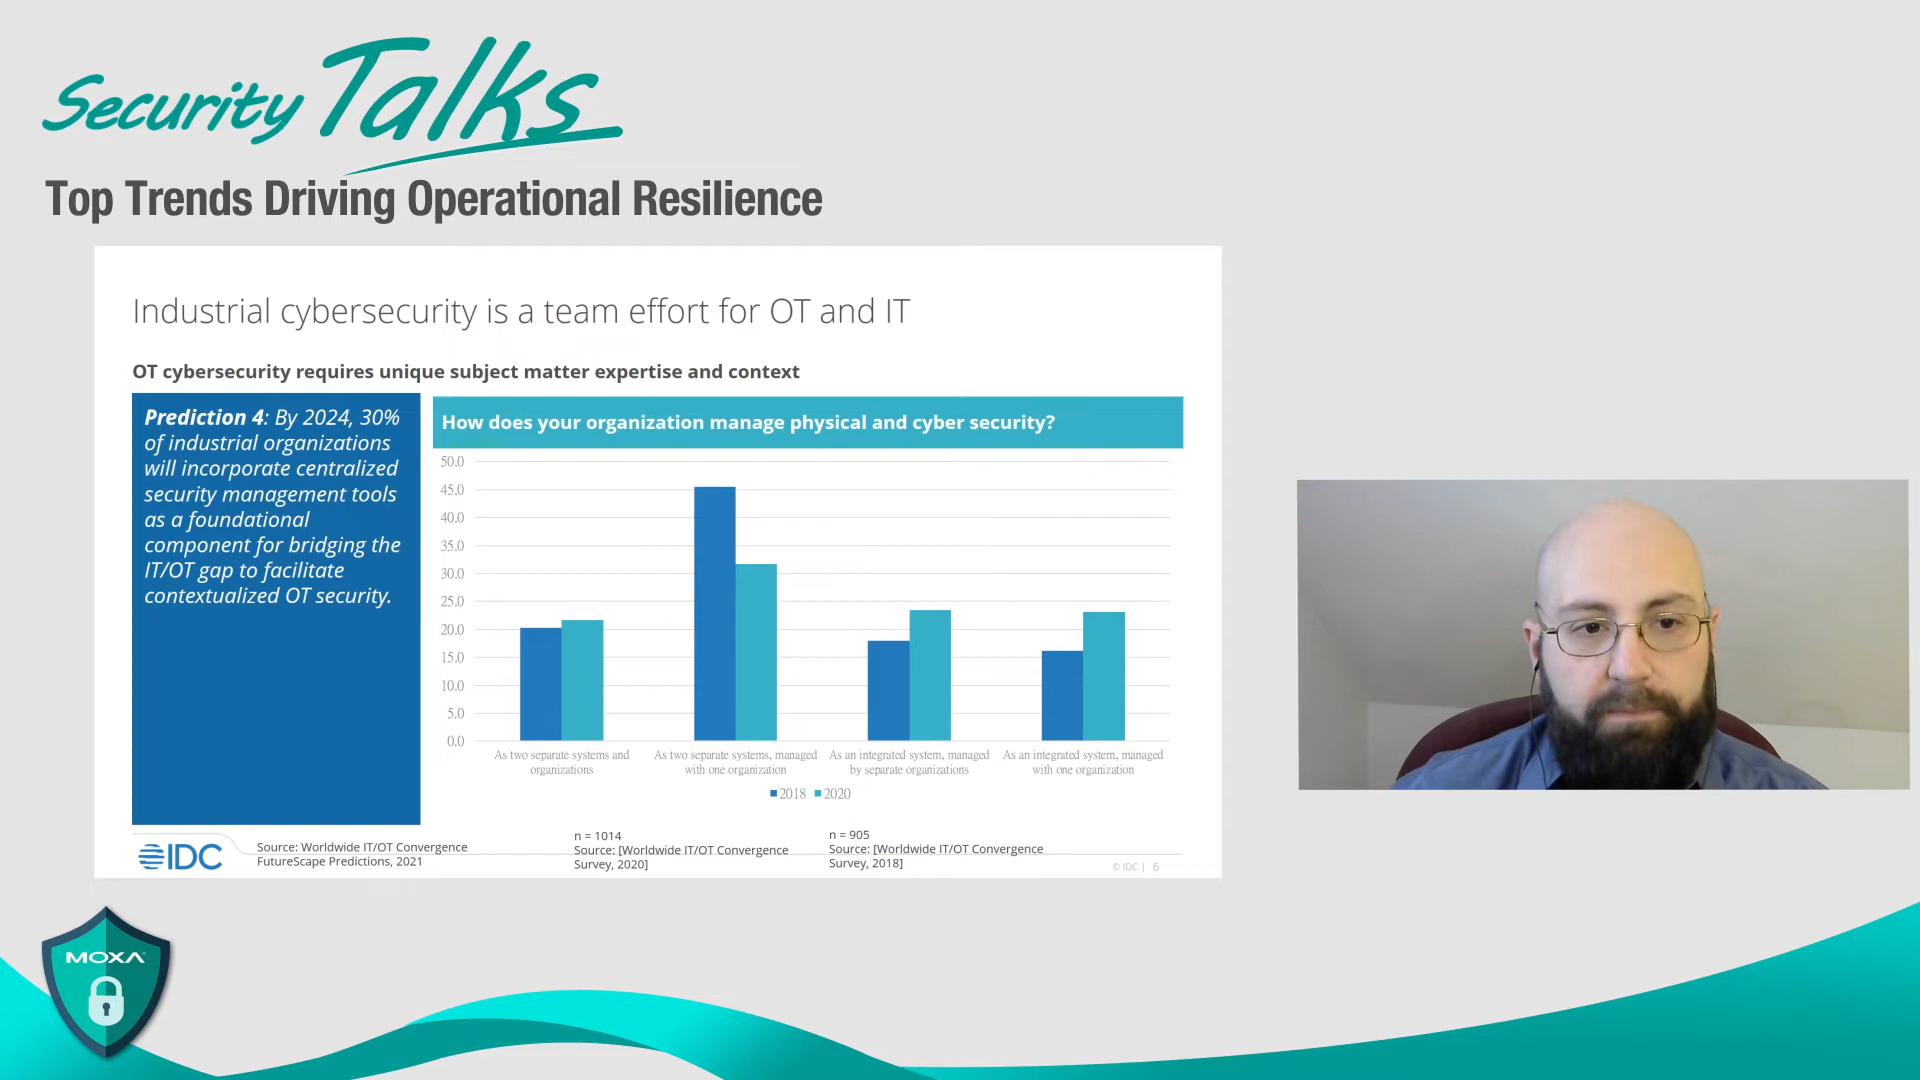 Security Talks
Top Trends Driving Operational Resilience
Industrial cybersecurity is a team effort for OT and IT
OT cybersecurity requires unique subject matter expertise and context
Prediction 4: By 2024, 30%
of industrial organizations
will incorporate centralized
security management tools
as a foundational
component for bridging the
IT/OT gap to facilitate
contextualized OT security.
How does your organization manage physical and cyber security?
50.0
45.0
40.0
35.0
30.0
25.0
20.0
15.0
10.0
5.0
0.0
As two separate systems and
organizations
As two separate systems, managed
with one organization
As an integrated system, managed
by separate organizations
As an integrated system, managed
with one organization
2018 2020
IDC
Source: Worldwide IT/OT Convergence
FutureScape Predictions, 2021
n = 1014
Source: [Worldwide IT/OT Convergence
Survey, 2020]
n = 905
Source: [Worldwide IT/OT Convergence
Survey, 2018]
© IDC | 6
MOXA